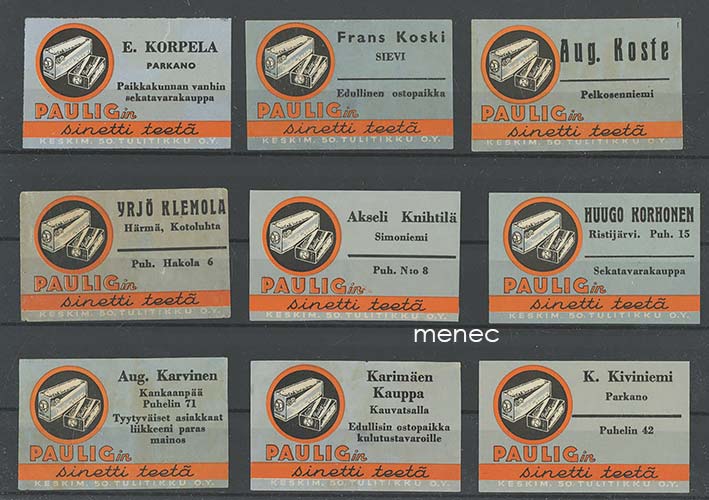 E. KORPELA
PARKANO
Paikkakunnan vanhin
sekatavarakauppa
PAULIGin
sinetti teetä
KESKIM. 50. TULITIKKU O.Y.
Frans Koski
SIEVI
Edullinen ostopaikka
PAULIGin
sinetti teetä
KESKIM. 50. TULITIKKU O.Y.
Aug. Koste
Pelkosenniemi
PAULIGin
sinetti teetä
KESKIM. 50. TULITIKKU O.Y.
YRJÖ KLEMOLA
Härmä, Kotoluhta
Puh. Hakola 6
PAULIGin
sinetti teetä
KESKIM. 50. TULITIKKU O.Y.
Akseli Knihtilä
Simoniemi
Puh. N:o 8
PAULIGin
sinetti teetä
KESKIM. 50. TULITIKKU O.Y.
HUUGO KORHONEN
Ristijärvi. Puh. 15
Sekatavarakauppa
PAULIGin
sinetti teetä
KESKIM. 50. TULITIKKU O.Y.
menec
Aug. Karvinen
Kankaanpää
Puhelin 71
Tyytyväiset asiakkaat
liikkeeni paras
mainos
PAULIGin
sinetti teetä
KESKIM. 50. TULITIKKU O.Y.
Karimäen
Kauppa
Kauvatsalla
Edullisin ostopaikka
kulutustavaroille
PAULIGin
sinetti teetä
KESKIM. 50. TULITIKKU O.Y.
K. Kiviniemi
Parkano
Puhelin 42
PAULIGin
sinetti teetä
KESKIM. 50. TULITIKKU O.Y.